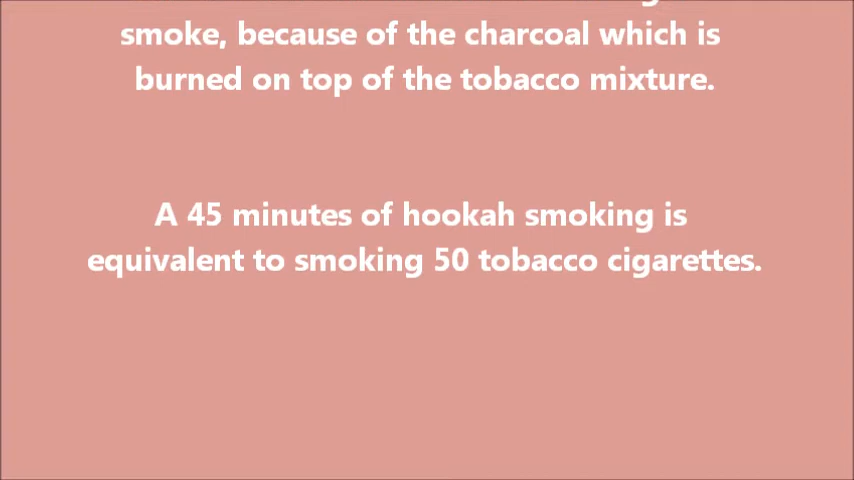 smoke, because of the charcoal which is
burned on top of the tobacco mixture.
A 45 minutes of hookah smoking is
equivalent to smoking 50 tobacco cigarettes.